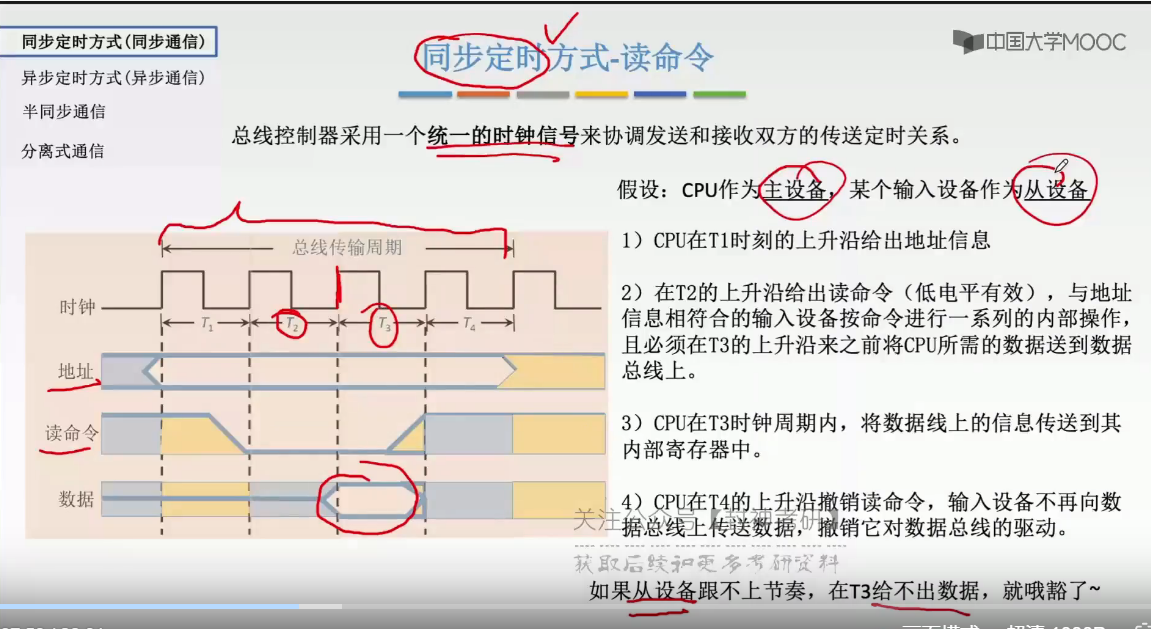 同步定时方式(同步通信)
异步定时方式(异步通信)
半同步通信
分离式通信
同步定时方式-读命令
中国大学MOOC
总线控制器采用一个统一的时钟信号来协调发送和接收双方的传送定时关系。
假设：CPU作为主设备，某个输入设备作为从设备
总线传输周期
时钟
T1 T2 T3 T4
地址
读命令
数据
1）CPU在T1时刻的上升沿给出地址信息
2）在T2的上升沿给出读命令（低电平有效），与地址
信息相符合的输入设备按命令进行一系列的内部操作，
且必须在T3的上升沿来之前将CPU所需的数据送到数据
总线上。
3）CPU在T3时钟周期内，将数据线上的信息传送到其
内部寄存器中。
4）CPU在T4的上升沿撤销读命令，输入设备不再向数
据总线上传送数据，撤销它对数据总线的驱动。
关注公众号
获取后续和更多考研资料
如果从设备跟不上节奏，在T3给不出数据，就哦豁了~